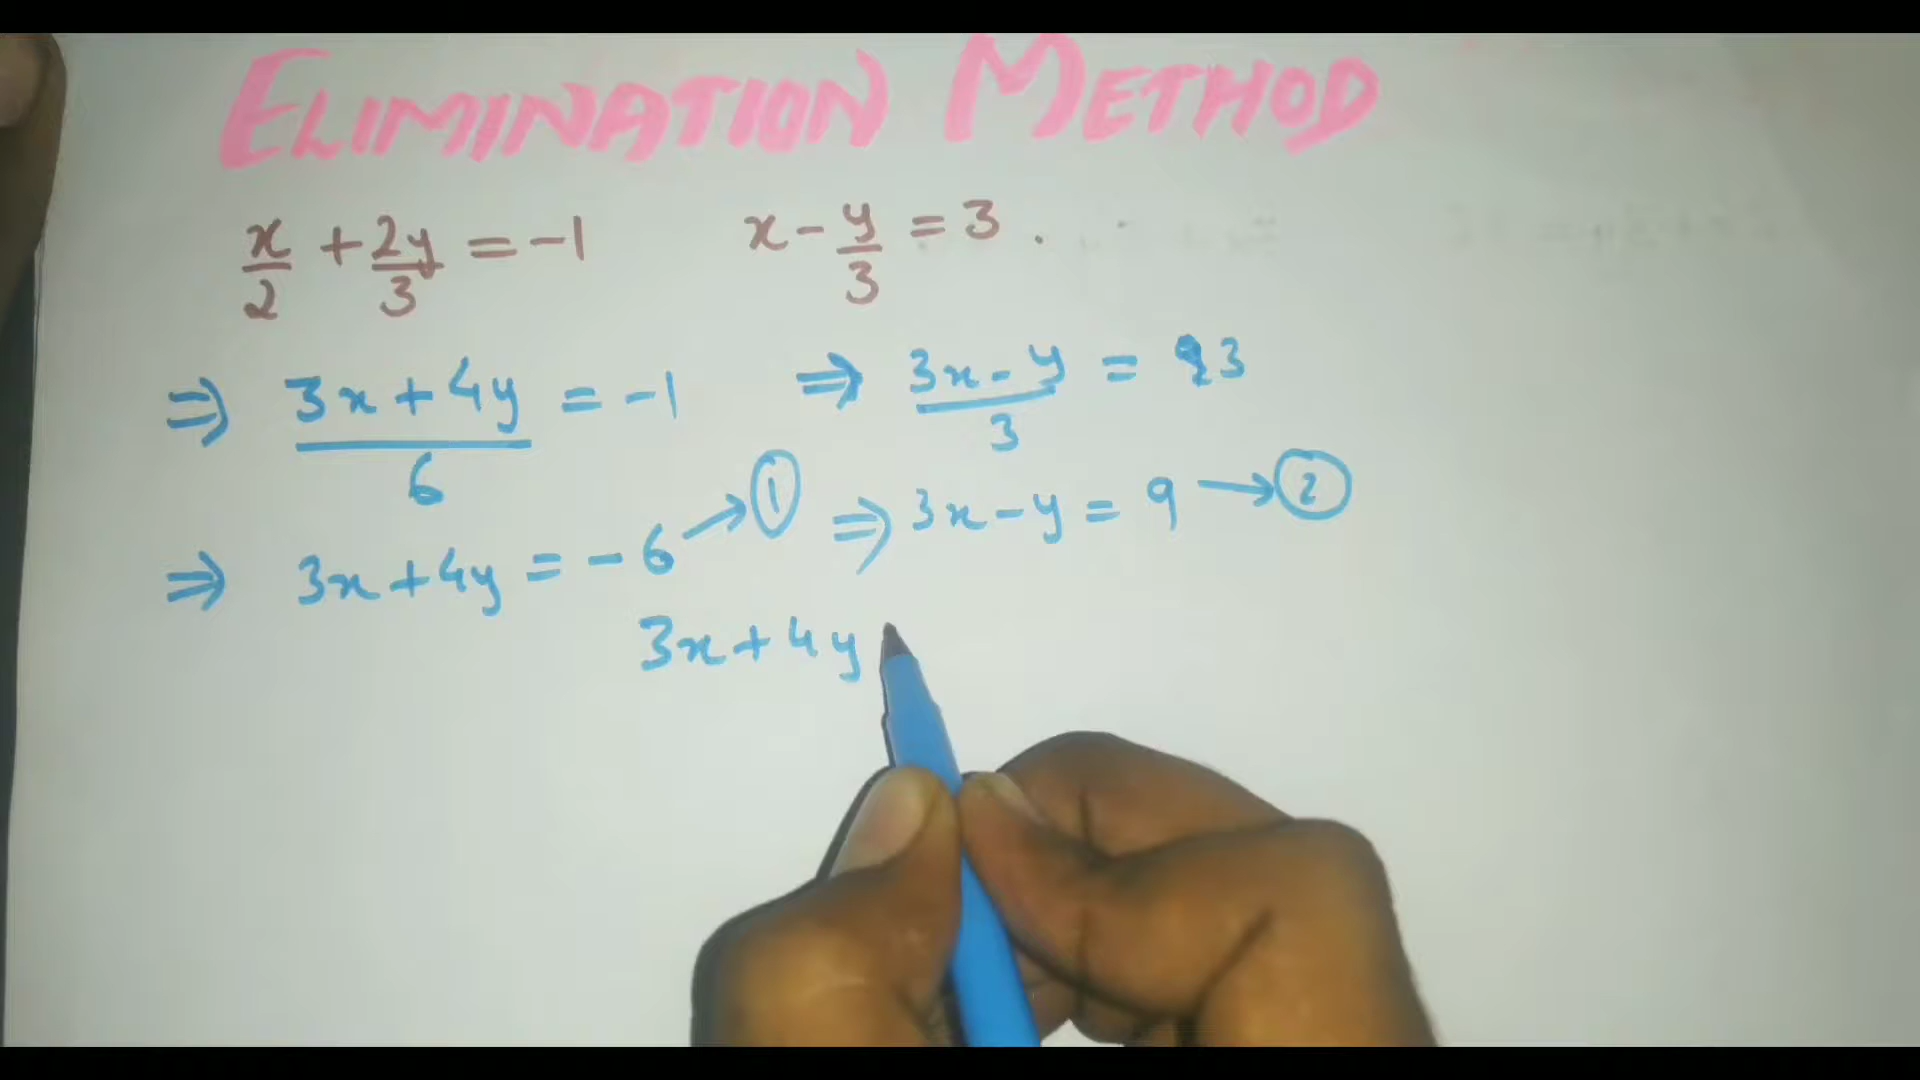 ELIMINATION METHOD
x/2 + 2y/3 = -1    x - y/3 = 3.
⇒ (3x + 4y)/6 = -1    ⇒ (3x - y)/3 = 3
⇒ 3x + 4y = -6 → ①    ⇒ 3x - y = 9 → ②
3x + 4y